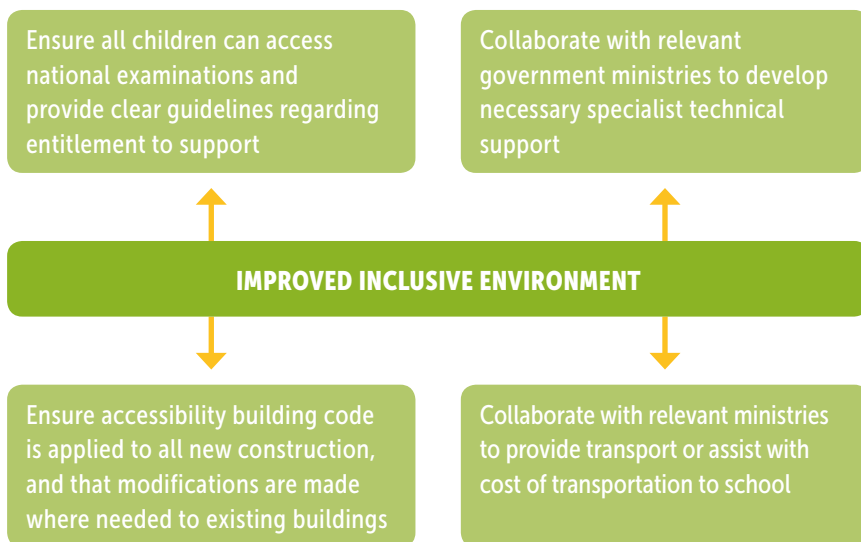 Ensure all children can access
national examinations and
provide clear guidelines regarding
entitlement to support
Collaborate with relevant
government ministries to develop
necessary specialist technical
support
IMPROVED INCLUSIVE ENVIRONMENT
Ensure accessibility building code
is applied to all new construction,
and that modifications are made
where needed to existing buildings
Collaborate with relevant ministries
to provide transport or assist with
cost of transportation to school